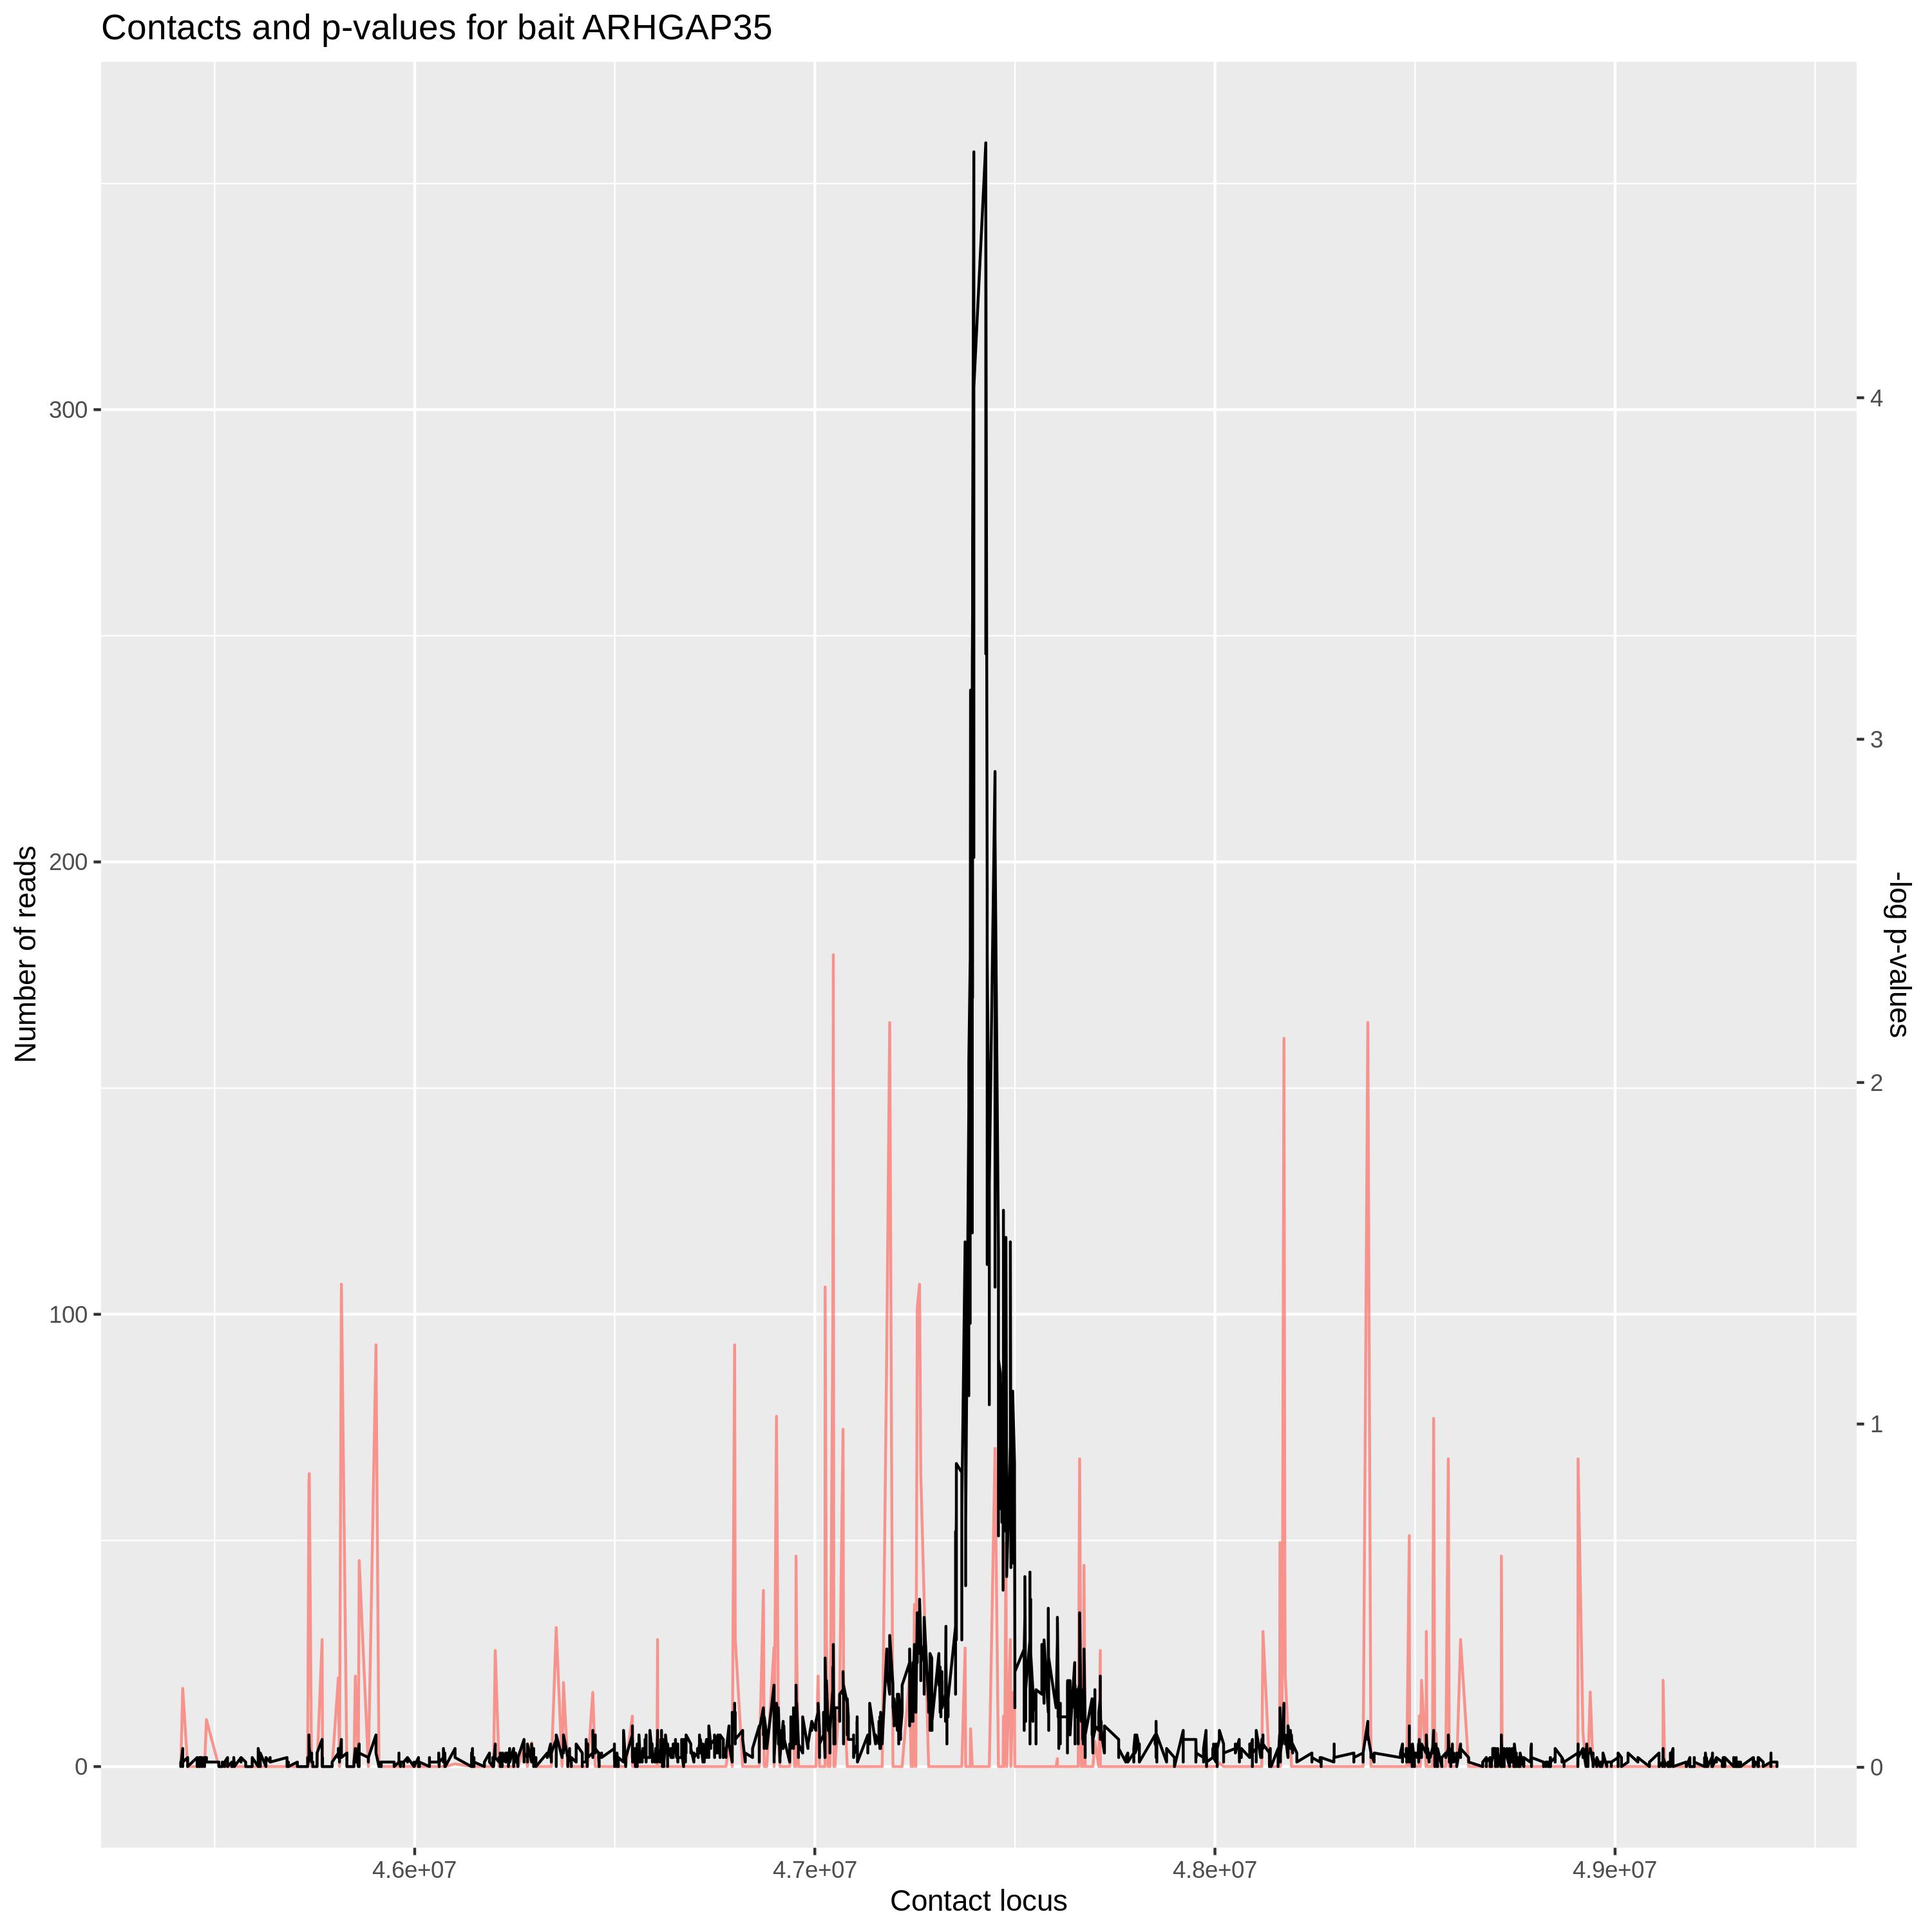 Contacts and p-values for bait ARHGAP35
Number of reads
300
200
100
0
4
3
2
1
0
-log p-values
4.6e+07
4.7e+07
4.8e+07
4.9e+07
Contact locus